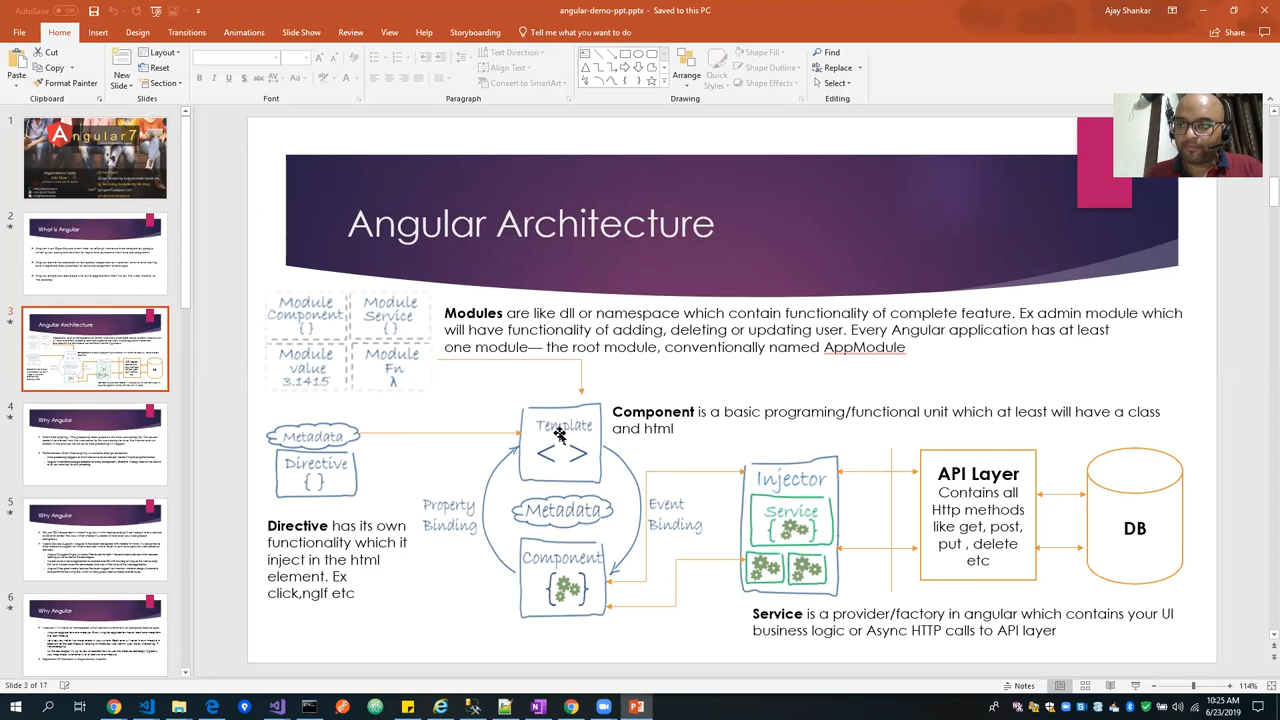 AutoSave Off
angular-demo-ppt.pptx - Saved to this PC
Ajay Shankar
File Home Insert Design Transitions Animations Slide Show Review View Help Storyboarding Tell me what you want to do
Share
Paste
Cut
Copy
Format Painter
Clipboard
New Slide
Layout
Reset
Section
Slides
Font
Text Direction
Align Text
Convert to SmartArt
Paragraph
Arrange
Quick Styles
Shape Fill
Shape Outline
Shape Effects
Drawing
Find
Replace
Select
Editing
1
Angular7
2
What is Angular
3
Angular Architecture
4
Why Angular
5
Why Angular
6
Why Angular
Angular Architecture
Module Component { }
Module Service { }
Module value 3.1415
Module Fn λ
Modules are like dll or namespace which contain functionality of complete feature. Ex admin module which
will have functionality of adding, deleting or updating user.Every Angular application has at least
one module— the root module, conventionally named AppModule
Component is a basic programing/functional unit which at least will have a class
and html
Metadata
Directive
{ }
Directive has its own
functionality which it
inject in the html
element. Ex
click,ngIf etc
Template
< >
Property
Binding
Metadata
Event
Binding
Component
{ }
Injector
Service
API Layer
Contains all
Http methods
like get, post,
put , delete
etc
DB
Service is a provider/factory in angular which contains your UI
business logic or Async HTTP calls to API layer
Slide 3 of 17
Notes
114%
10:25 AM
6/23/2019